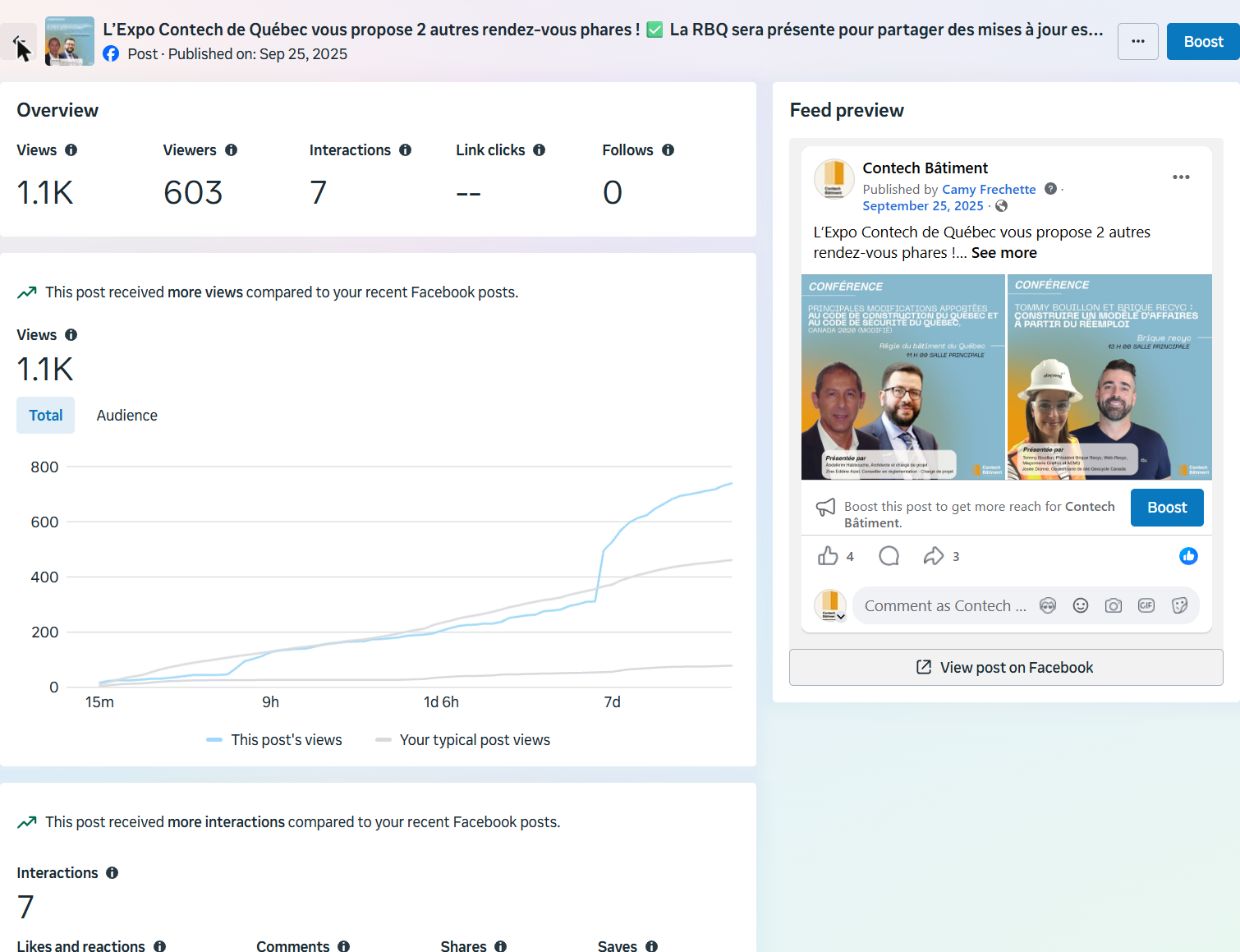 L'Expo Contech de Québec vous propose 2 autres rendez-vous phares ! ✅ La RBQ sera présente pour partager des mises à jour es...
Post · Published on: Sep 25, 2025
Boost
Overview
Views
Viewers
Interactions
Link clicks
Follows
1.1K
603
7
--
0
This post received more views compared to your recent Facebook posts.
Views
1.1K
Total
Audience
800
600
400
200
0
15m
9h
1d 6h
7d
This post's views
Your typical post views
This post received more interactions compared to your recent Facebook posts.
Interactions
7
Likes and reactions
Comments
Shares
Saves
Feed preview
Contech Bâtiment
Published by Camy Frechette ·
September 25, 2025 ·
L'Expo Contech de Québec vous propose 2 autres
rendez-vous phares !... See more
CONFÉRENCE
PRINCIPALES MODIFICATIONS APPORTÉES
AU CODE DE CONSTRUCTION DU QUÉBEC ET
AU CODE DE SÉCURITÉ DU QUÉBEC,
CANADA 2020 (MODIFIÉ)
Régie du bâtiment du Québec
11 H 00 SALLE PRINCIPALE
Présentée par
Contech
Bâtiment
CONFÉRENCE
TOMMY BOUILLON ET BRIQUE RECYC :
CONSTRUIRE UN MODÈLE D'AFFAIRES
À PARTIR DU RÉEMPLOI
Brique recyc
13 H 00 SALLE PRINCIPALE
Présentée par
Contech
Bâtiment
Boost this post to get more reach for Contech
Bâtiment.
Boost
4
3
Comment as Contech ...
GIF
View post on Facebook